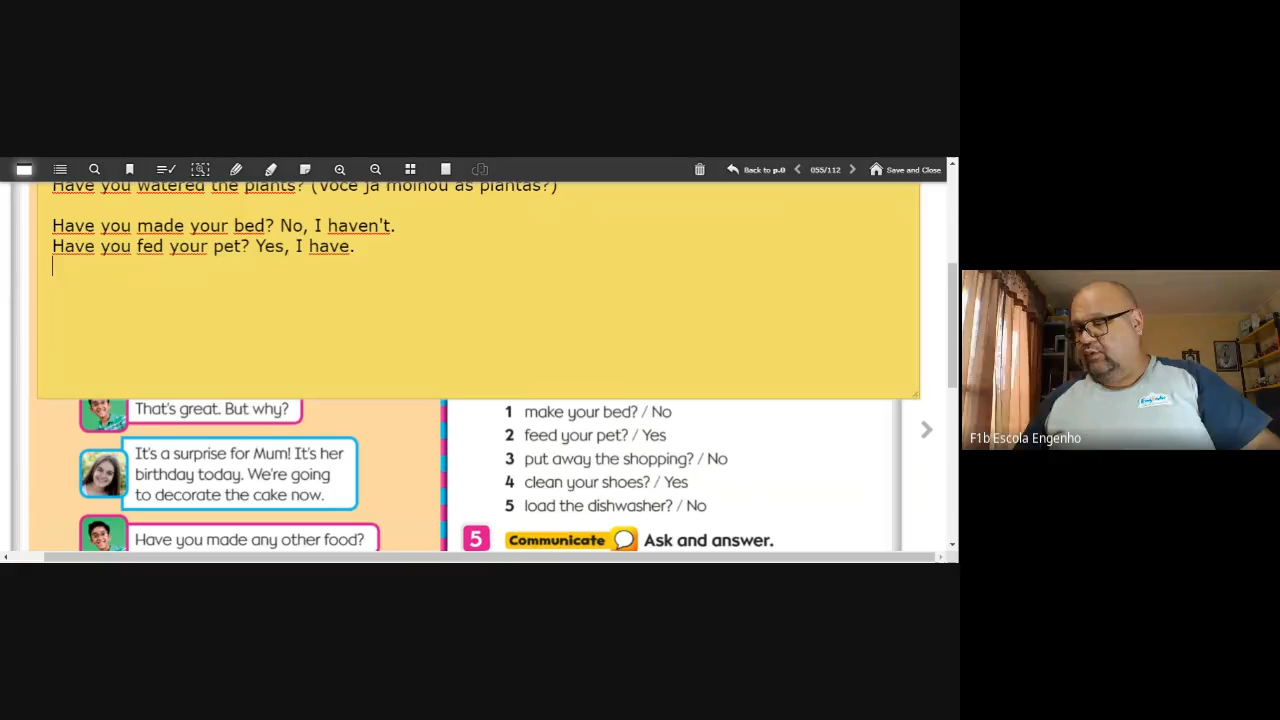 Back to p.0
055/112
Save and Close
Have you watered the plants? (Você já molhou as plantas?)
Have you made your bed? No, I haven't.
Have you fed your pet? Yes, I have.
That's great. But why?
It's a surprise for Mum! It's her
birthday today. We're going
to decorate the cake now.
Have you made any other food?
1 make your bed? / No
2 feed your pet? / Yes
3 put away the shopping? / No
4 clean your shoes? / Yes
5 load the dishwasher? / No
5 Communicate Ask and answer.
F1b Escola Engenho